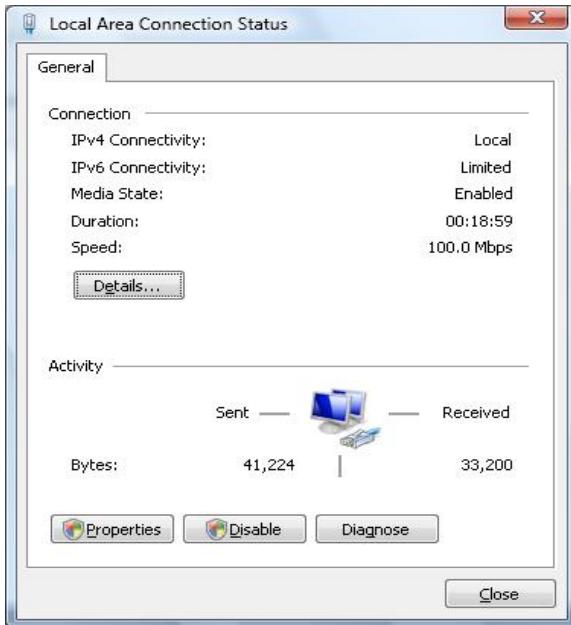 Local Area Connection Status
General
Connection
IPv4 Connectivity: Local
IPv6 Connectivity: Limited
Media State: Enabled
Duration: 00:18:59
Speed: 100.0 Mbps
Details...
Activity
Sent Received
Bytes: 41,224 33,200
Properties Disable Diagnose
Close